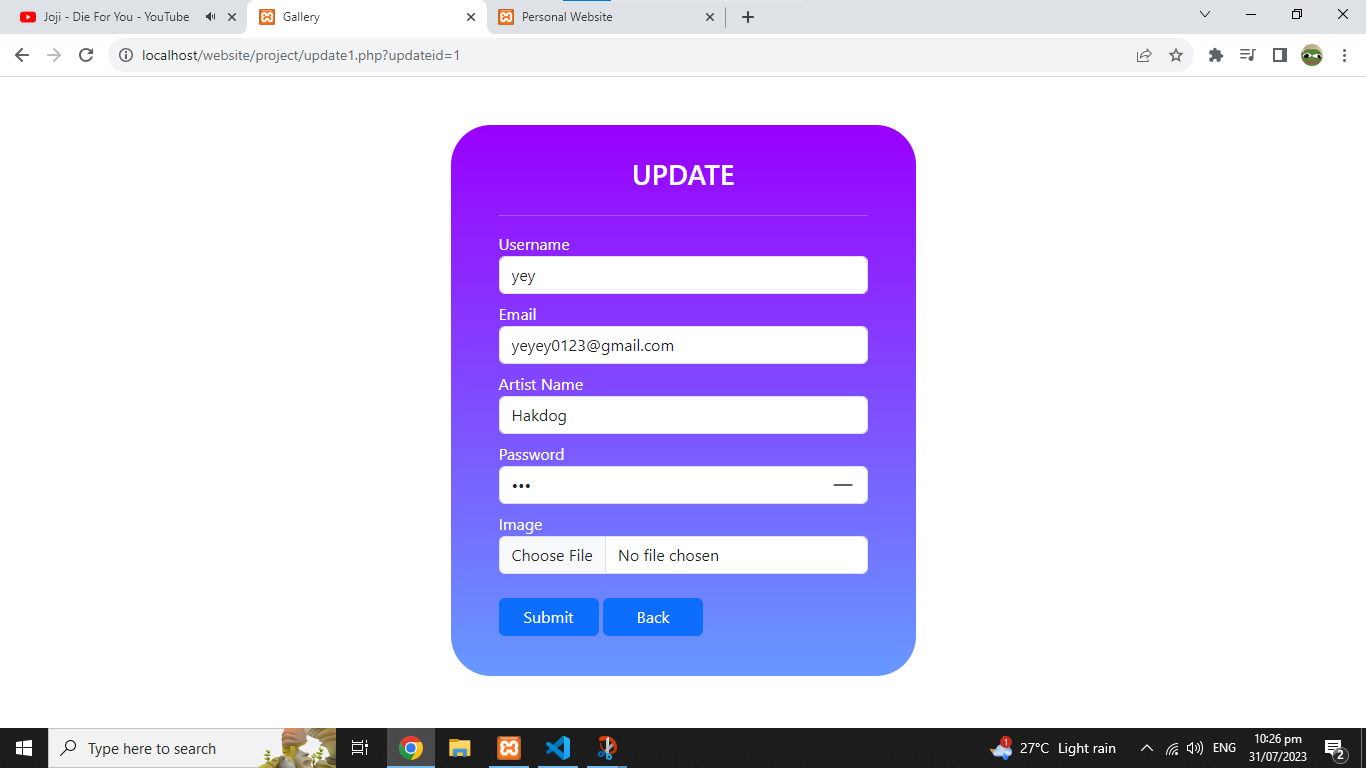 Joji - Die For You - YouTube
Gallery
Personal Website
localhost/website/project/update1.php?updateid=1
UPDATE
Username
yey
Email
yeyey0123@gmail.com
Artist Name
Hakdog
Password
•••
Image
Choose File No file chosen
Submit Back
Type here to search
1
27°C Light rain
ENG
10:26 pm
31/07/2023
2